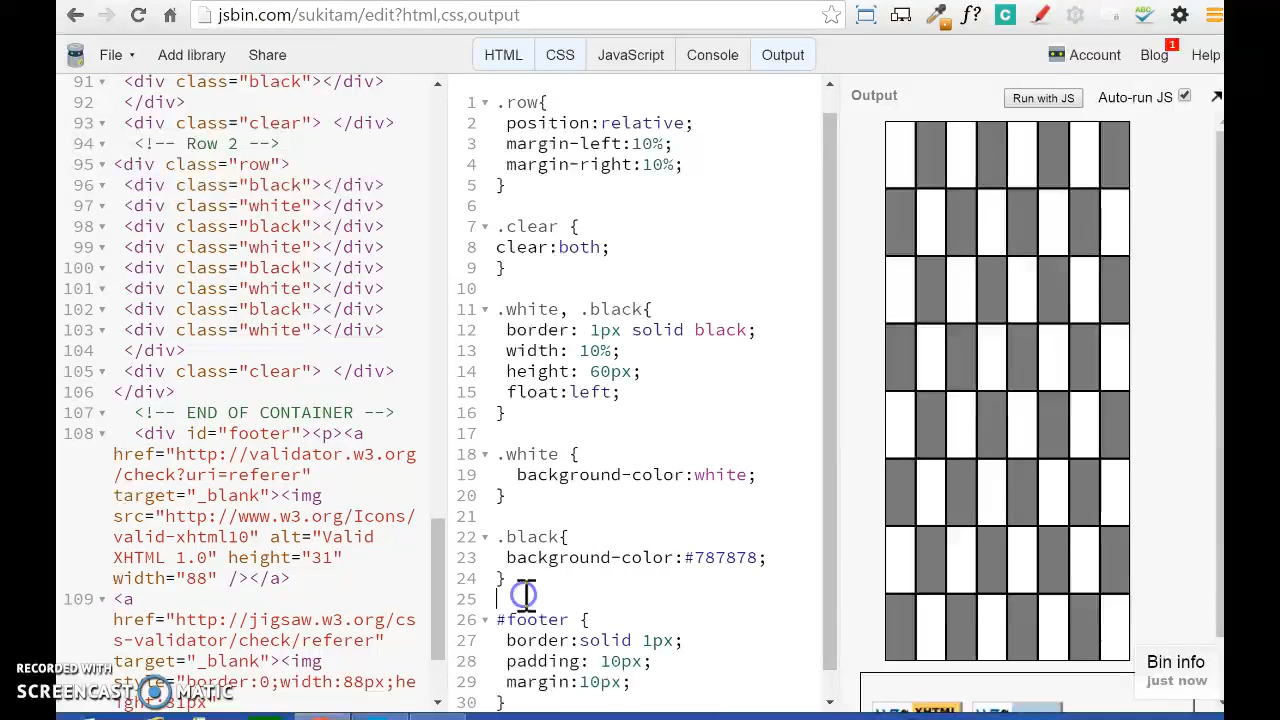 jsbin.com/sukitam/edit?html,css,output
File Add library Share HTML CSS JavaScript Console Output Account Blog 1 Help
91 <div class="black"></div>
92 </div>
93 <div class="clear"> </div>
94 <!-- Row 2 -->
95 <div class="row">
96 <div class="black"></div>
97 <div class="white"></div>
98 <div class="black"></div>
99 <div class="white"></div>
100 <div class="black"></div>
101 <div class="white"></div>
102 <div class="black"></div>
103 <div class="white"></div>
104 </div>
105 <div class="clear"> </div>
106 </div>
107 <!-- END OF CONTAINER -->
108 <div id="footer"><p><a
href="http://validator.w3.org
/check?uri=referer"
target="_blank"><img
src="http://www.w3.org/Icons/
valid-xhtml10" alt="Valid
XHTML 1.0" height="31"
width="88" /></a>
109 <a
href="http://jigsaw.w3.org/cs
s-validator/check/referer"
target="_blank"><img
1 .row{
2 position:relative;
3 margin-left:10%;
4 margin-right:10%;
5 }
6
7 .clear {
8 clear:both;
9 }
10
11 .white, .black{
12 border: 1px solid black;
13 width: 10%;
14 height: 60px;
15 float:left;
16 }
17
18 .white {
19 background-color:white;
20 }
21
22 .black{
23 background-color:#787878;
24 }
25
26 #footer {
27 border:solid 1px;
28 padding: 10px;
29 margin:10px;
30 }
Output Run with JS Auto-run JS
Bin info
just now
RECORDED WITH
SCREENCAST MATIC